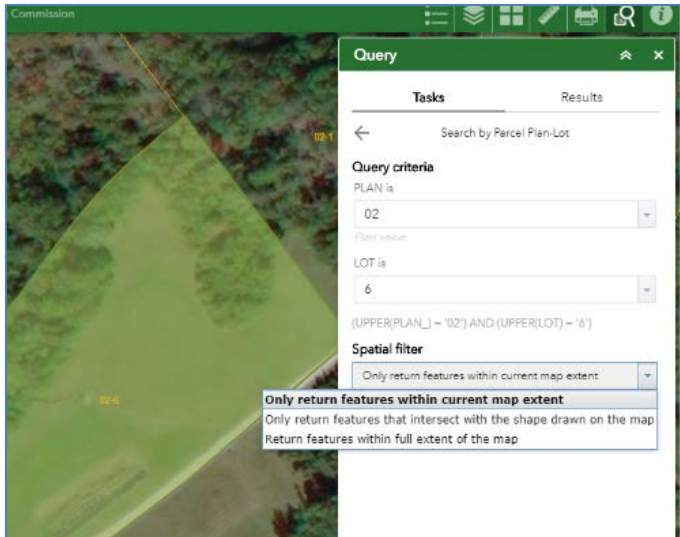 Commission
Query
Tasks
Results
Search by Parcel Plan-Lot
Query criteria
PLAN is
02
Plan value
LOT is
6
(UPPER(PLAN_) = '02') AND (UPPER(LOT) = '6')
Spatial filter
Only return features within current map extent
Only return features within current map extent
Only return features that intersect with the shape drawn on the map
Return features within full extent of the map
02-1
02-6